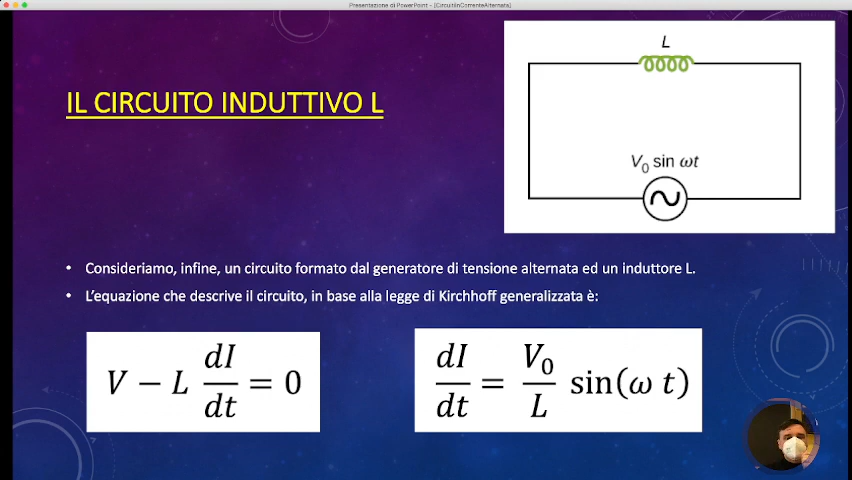 Presentazione di PowerPoint - [CircuitiInCorrenteAlternata]
L
IL CIRCUITO INDUTTIVO L
V₀ sin ωt
• Consideriamo, infine, un circuito formato dal generatore di tensione alternata ed un induttore L.
• L'equazione che descrive il circuito, in base alla legge di Kirchhoff generalizzata è:
V − L dI/dt = 0
dI/dt = V₀/L sin(ω t)